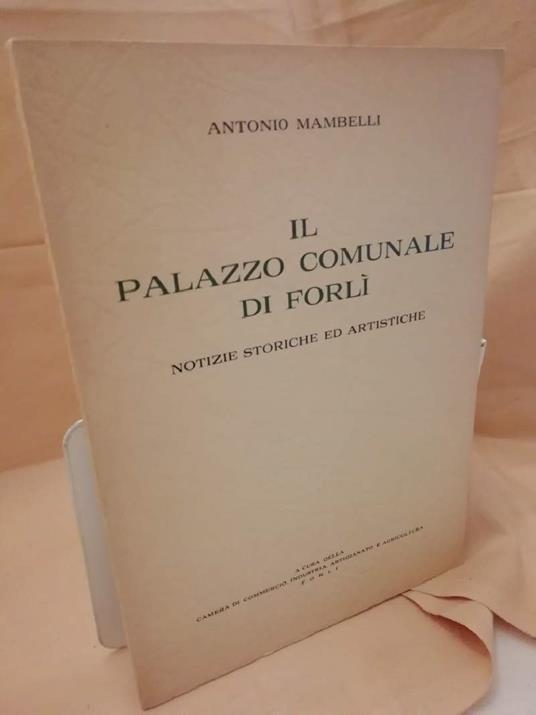 ANTONIO MAMBELLI
IL
PALAZZO COMUNALE
DI FORLÌ
NOTIZIE STORICHE ED ARTISTICHE
A CURA DELLA
CAMERA DI COMMERCIO, INDUSTRIA, ARTIGIANATO E AGRICOLTURA
FORLÌ